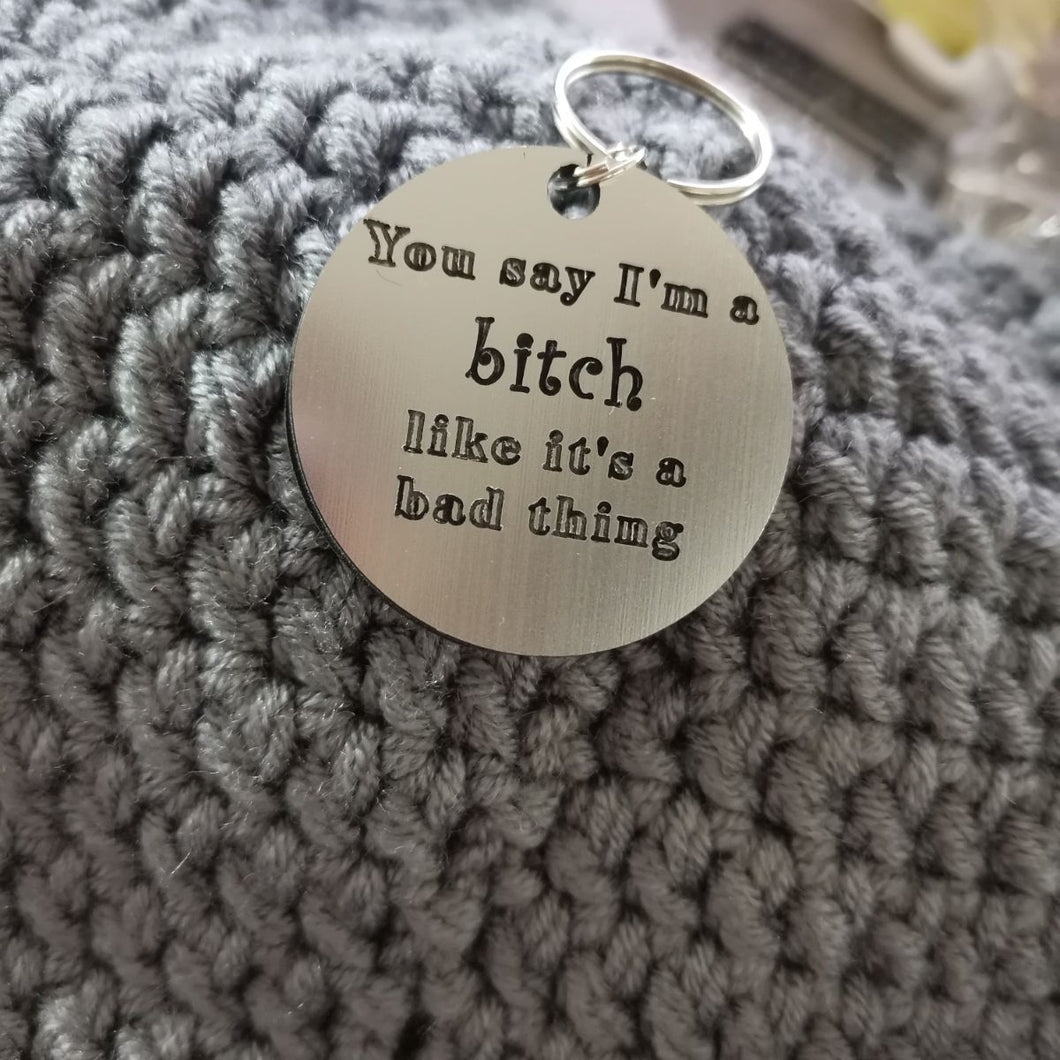 You say I'm a
bitch
like it's a
bad thing